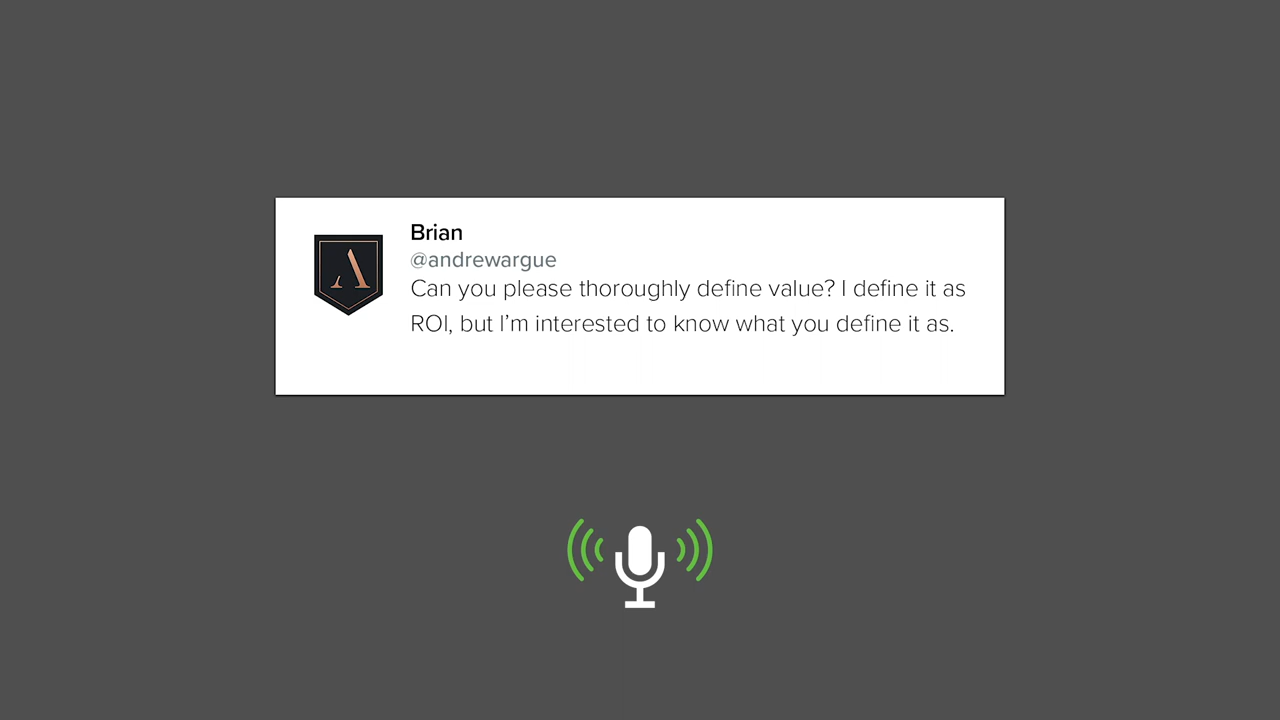 A
Brian
@andrewargue
Can you please thoroughly define value? I define it as
ROI, but I’m interested to know what you define it as.